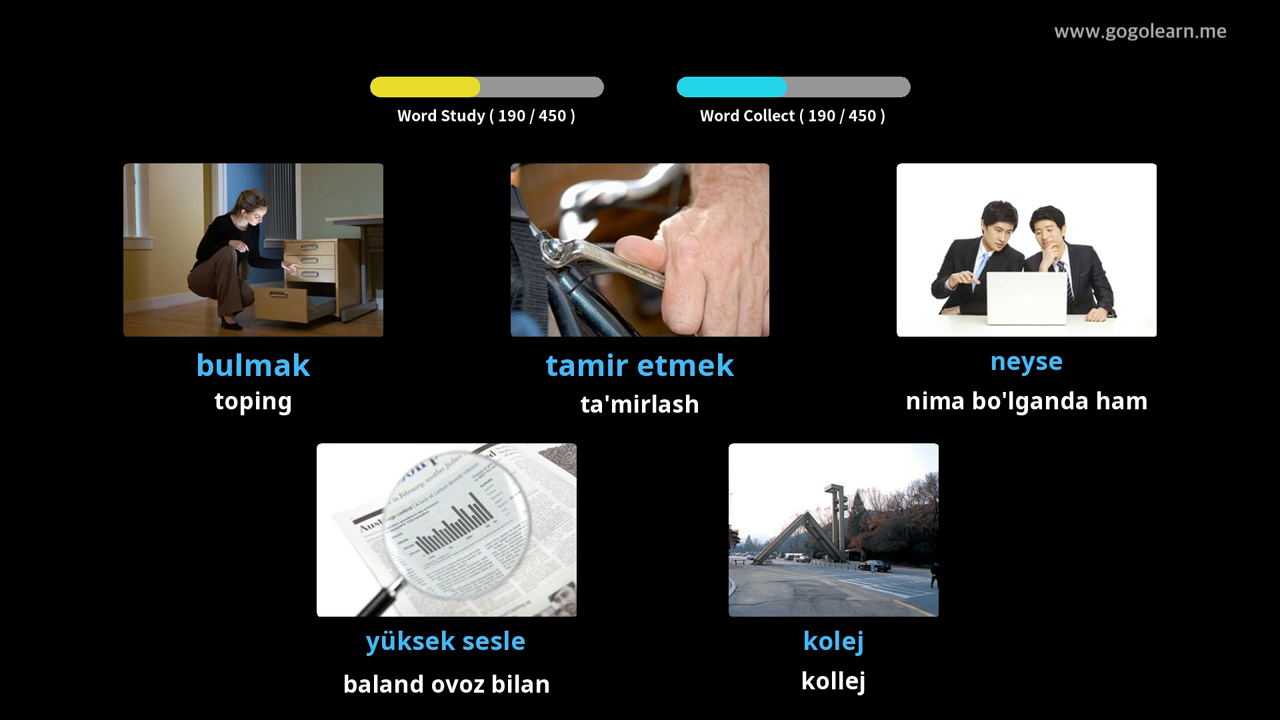 www.gogolearn.me
Word Study ( 190 / 450 )
Word Collect ( 190 / 450 )
bulmak
toping
tamir etmek
ta'mirlash
neyse
nima bo'lganda ham
yüksek sesle
baland ovoz bilan
kolej
kollej